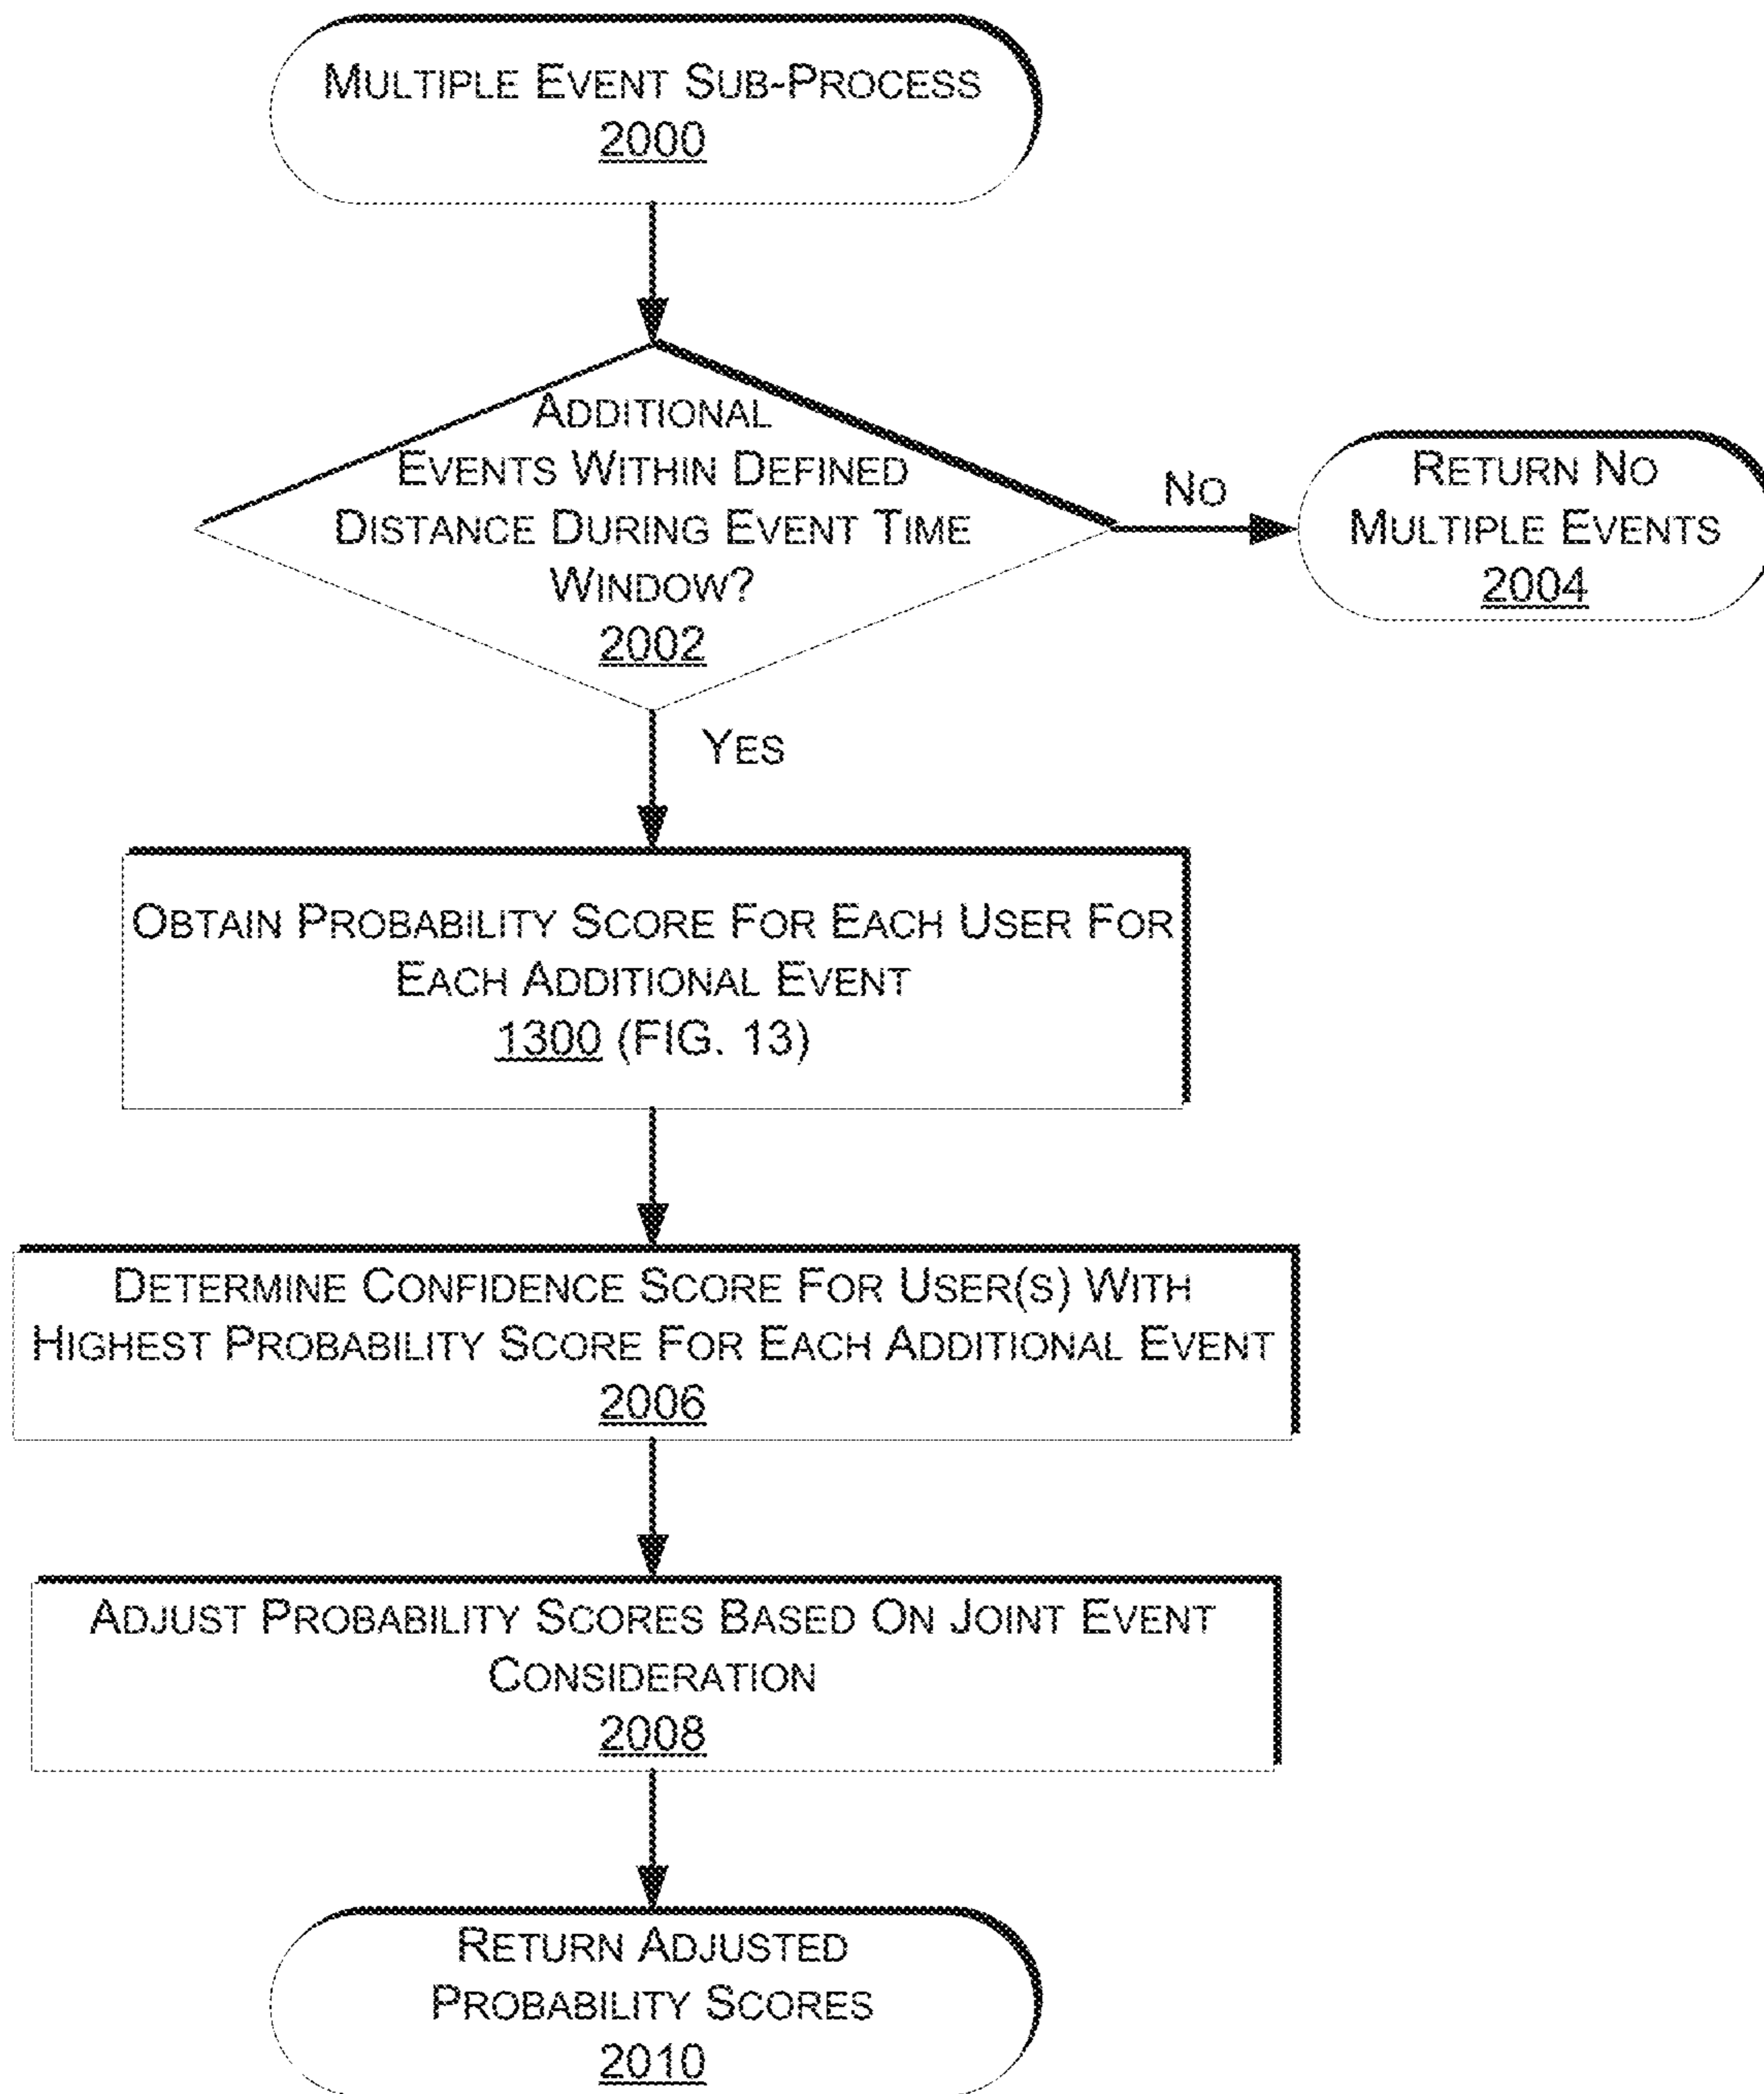 MULTIPLE EVENT SUB-PROCESS
2000
ADDITIONAL
EVENTS WITHIN DEFINED
DISTANCE DURING EVENT TIME
WINDOW?
2002
NO
RETURN NO
MULTIPLE EVENTS
2004
YES
OBTAIN PROBABILITY SCORE FOR EACH USER FOR
EACH ADDITIONAL EVENT
1300 (FIG. 13)
DETERMINE CONFIDENCE SCORE FOR USER(S) WITH
HIGHEST PROBABILITY SCORE FOR EACH ADDITIONAL EVENT
2006
ADJUST PROBABILITY SCORES BASED ON JOINT EVENT
CONSIDERATION
2008
RETURN ADJUSTED
PROBABILITY SCORES
2010